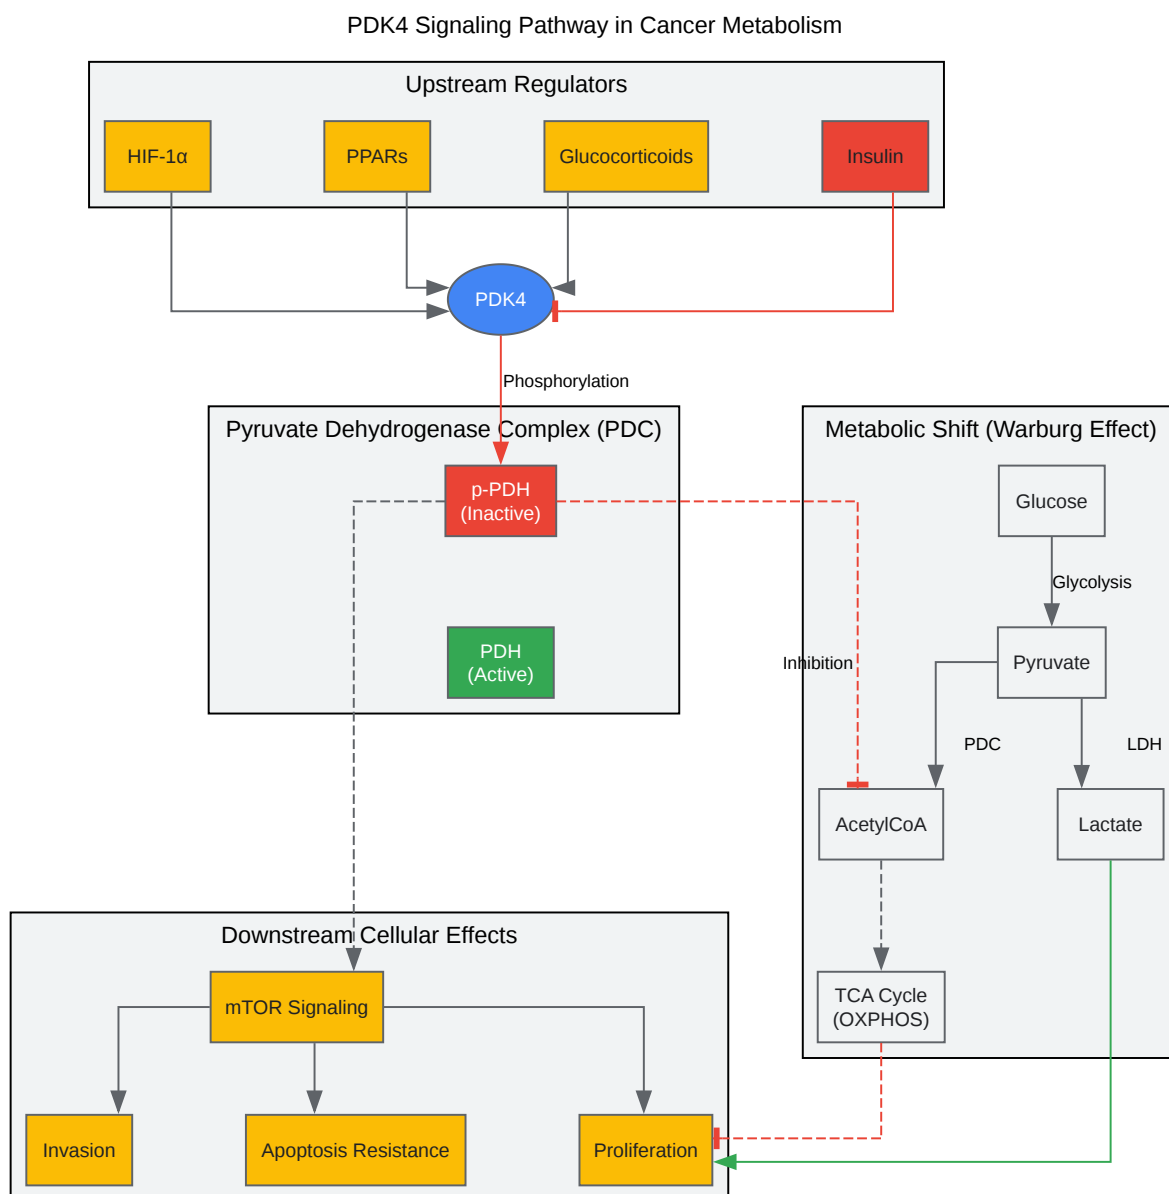 PDK4 Signaling Pathway in Cancer Metabolism
Upstream Regulators
HIF-1α
PPARs
Glucocorticoids
Insulin
PDK4
Phosphorylation
Pyruvate Dehydrogenase Complex (PDC)
p-PDH
(Inactive)
PDH
(Active)
Metabolic Shift (Warburg Effect)
Glucose
Glycolysis
Pyruvate
Inhibition
PDC
LDH
AcetylCoA
Lactate
TCA Cycle
(OXPHOS)
Downstream Cellular Effects
mTOR Signaling
Invasion
Apoptosis Resistance
Proliferation